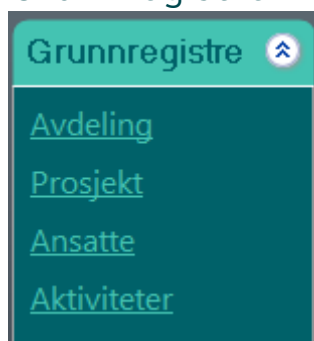 Grunnregistre
Avdeling
Prosjekt
Ansatte
Aktiviteter